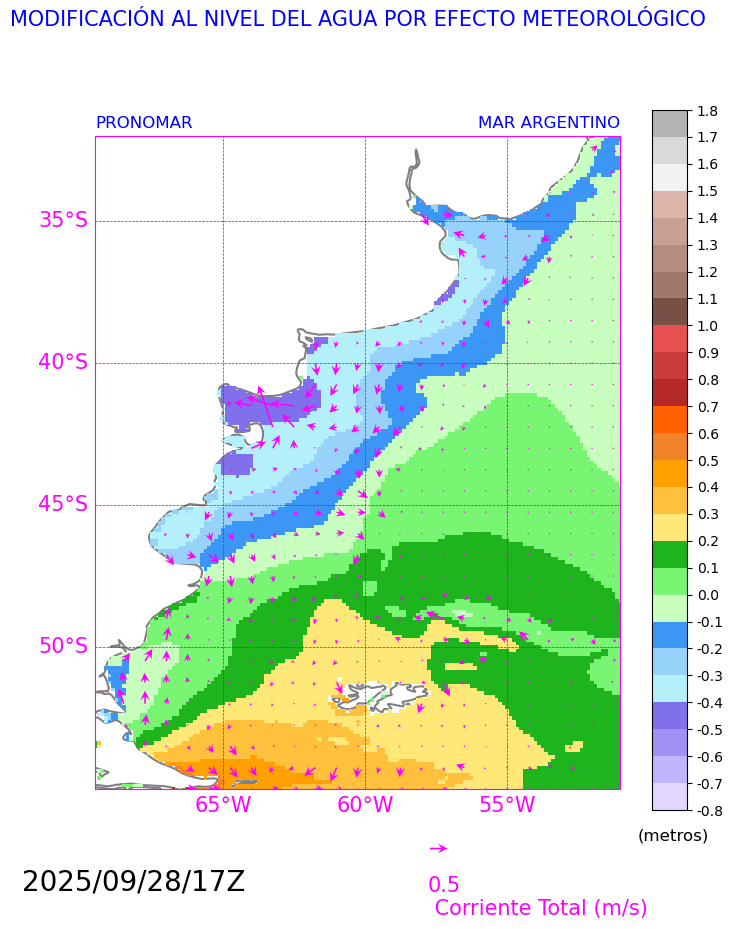 MODIFICACIÓN AL NIVEL DEL AGUA POR EFECTO METEOROLÓGICO
PRONOMAR MAR ARGENTINO
1.8
1.7
1.6
1.5
1.4
1.3
1.2
1.1
1.0
0.9
0.8
0.7
0.6
0.5
0.4
0.3
0.2
0.1
0.0
-0.1
-0.2
-0.3
-0.4
-0.5
-0.6
-0.7
-0.8
(metros)
35°S
40°S
45°S
50°S
65°W 60°W 55°W
2025/09/28/17Z
0.5
Corriente Total (m/s)